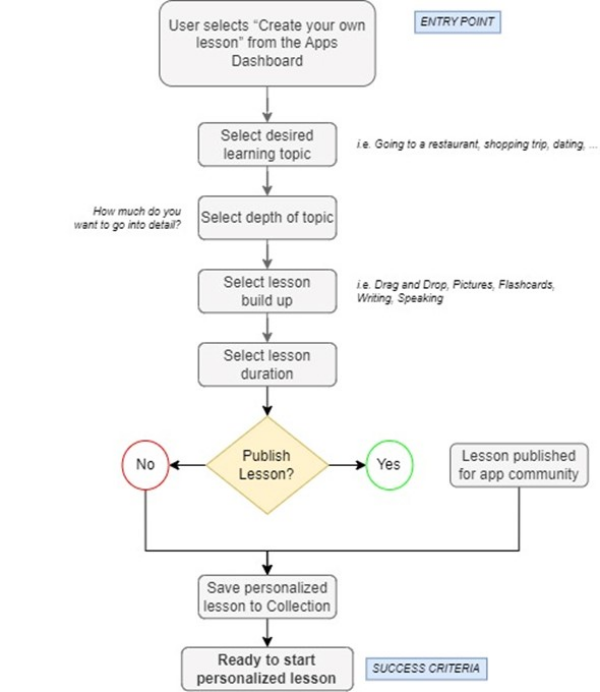 User selects “Create your own
lesson” from the Apps
Dashboard
ENTRY POINT
Select desired
learning topic
i.e. Going to a restaurant, shopping trip, dating, ...
How much do you
want to go into detail?
Select depth of topic
Select lesson
build up
i.e. Drag and Drop, Pictures, Flashcards,
Writing, Speaking
Select lesson
duration
Publish
Lesson?
No
Yes
Lesson published
for app community
Save personalized
lesson to Collection
Ready to start
personalized lesson
SUCCESS CRITERIA